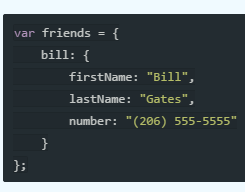 var friends = {
    bill: {
        firstName: "Bill",
        lastName: "Gates",
        number: "(206) 555-5555"
    }
};